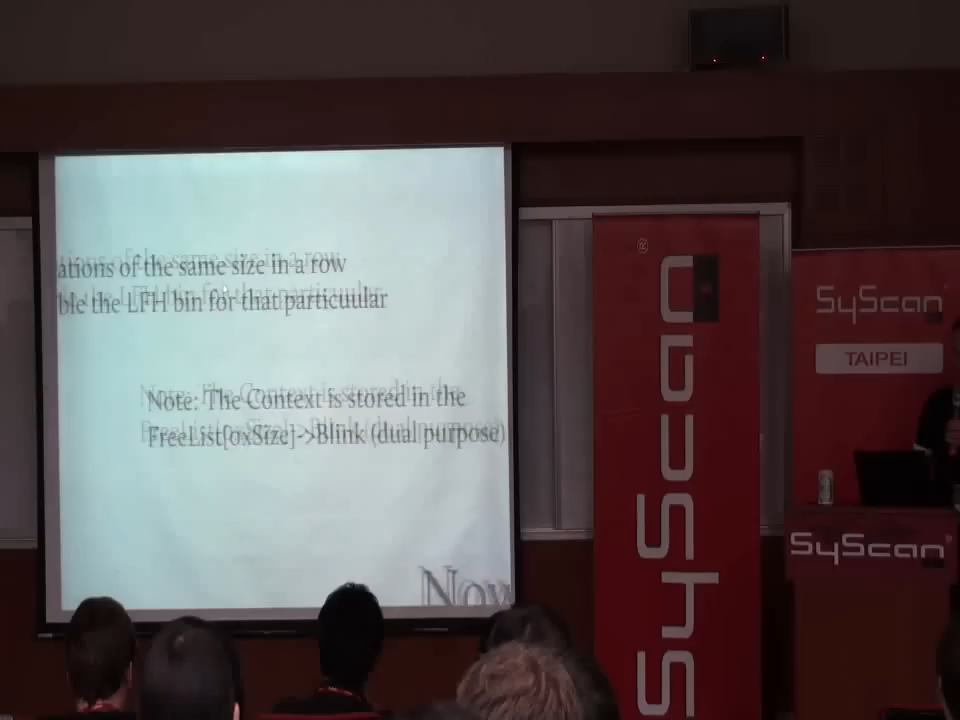 ations of the same size in a row
ble the LFH bin for that particuular
Note: The Context is stored in the
FreeList[0xSize]->Blink (dual purpose)
Now
SyScan®
SyScan
TAIPEI
SyScan